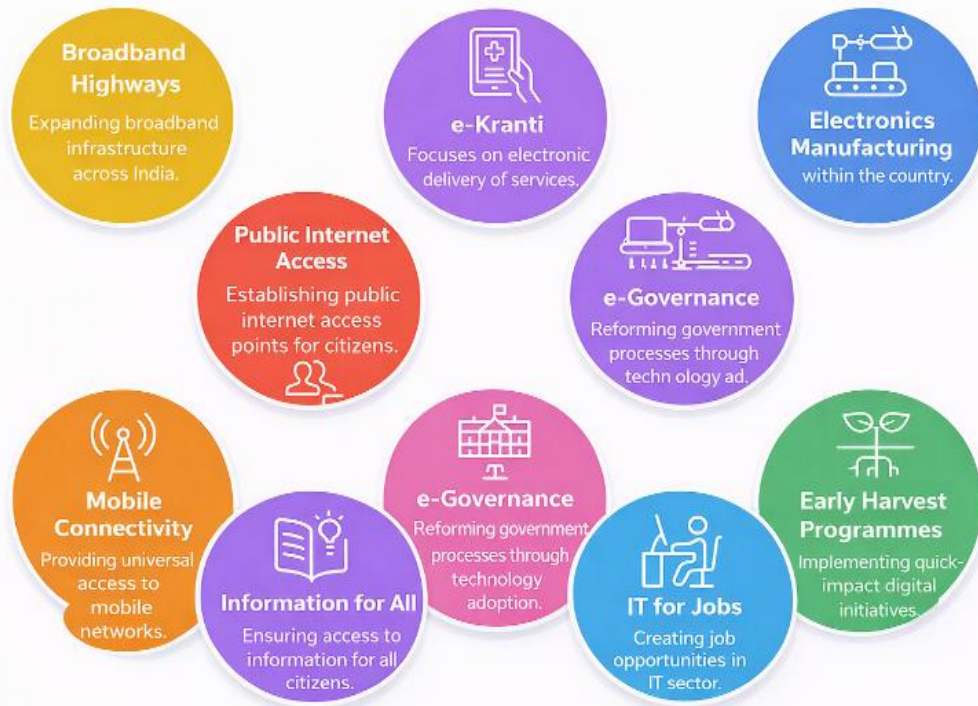 Broadband
Highways
Expanding broadband
infrastructure
across India.
e-Kranti
Focuses on electronic
delivery of services.
Electronics
Manufacturing
within the country.
Public Internet
Access
Establishing public
internet access
points for citizens.
e-Governance
Reforming government
processes through
techn ology ad.
Mobile
Connectivity
Providing universal
access to
mobile
networks.
Information for All
Ensuring access to
information for all
citizens.
e-Governance
Reforming government
processes through
technology
adoption.
IT for Jobs
Creating job
opportunities in
IT sector.
Early Harvest
Programmes
Implementing quick-
impact digital
initiatives.